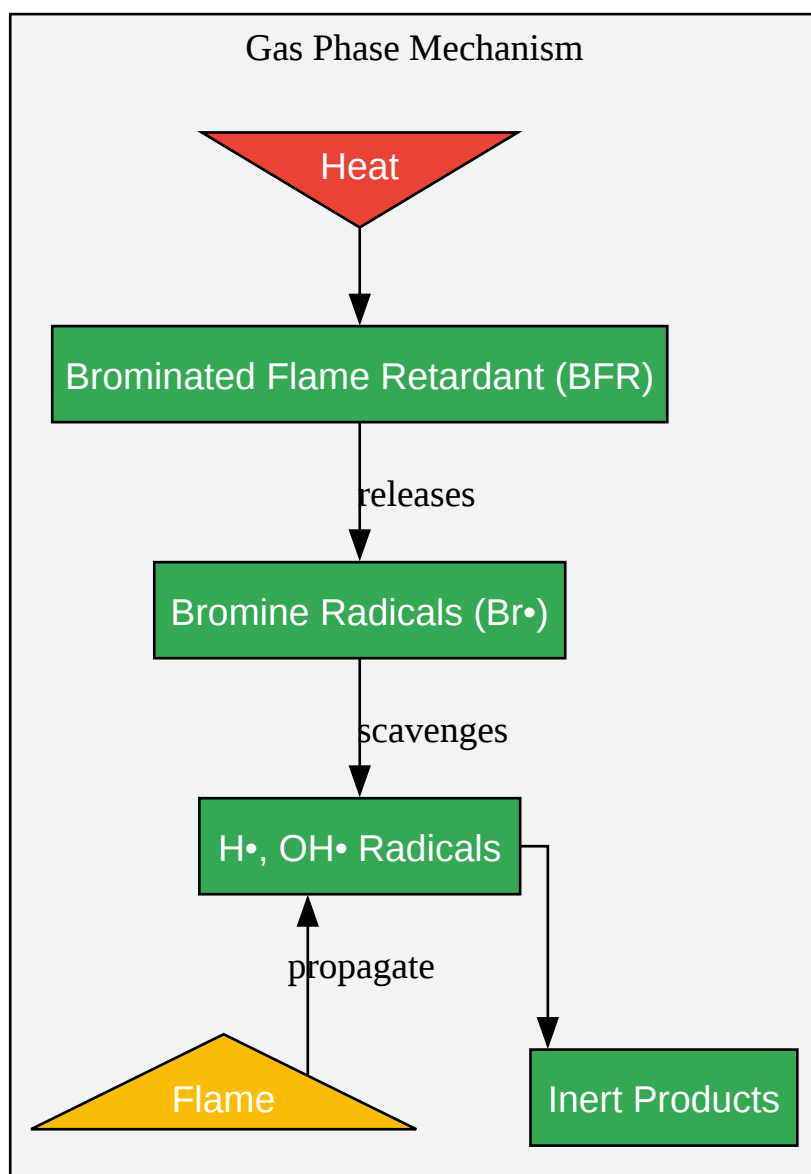 Gas Phase Mechanism
Heat
Brominated Flame Retardant (BFR)
releases
Bromine Radicals (Br•)
scavenges
H•, OH• Radicals
propagate
Flame
Inert Products